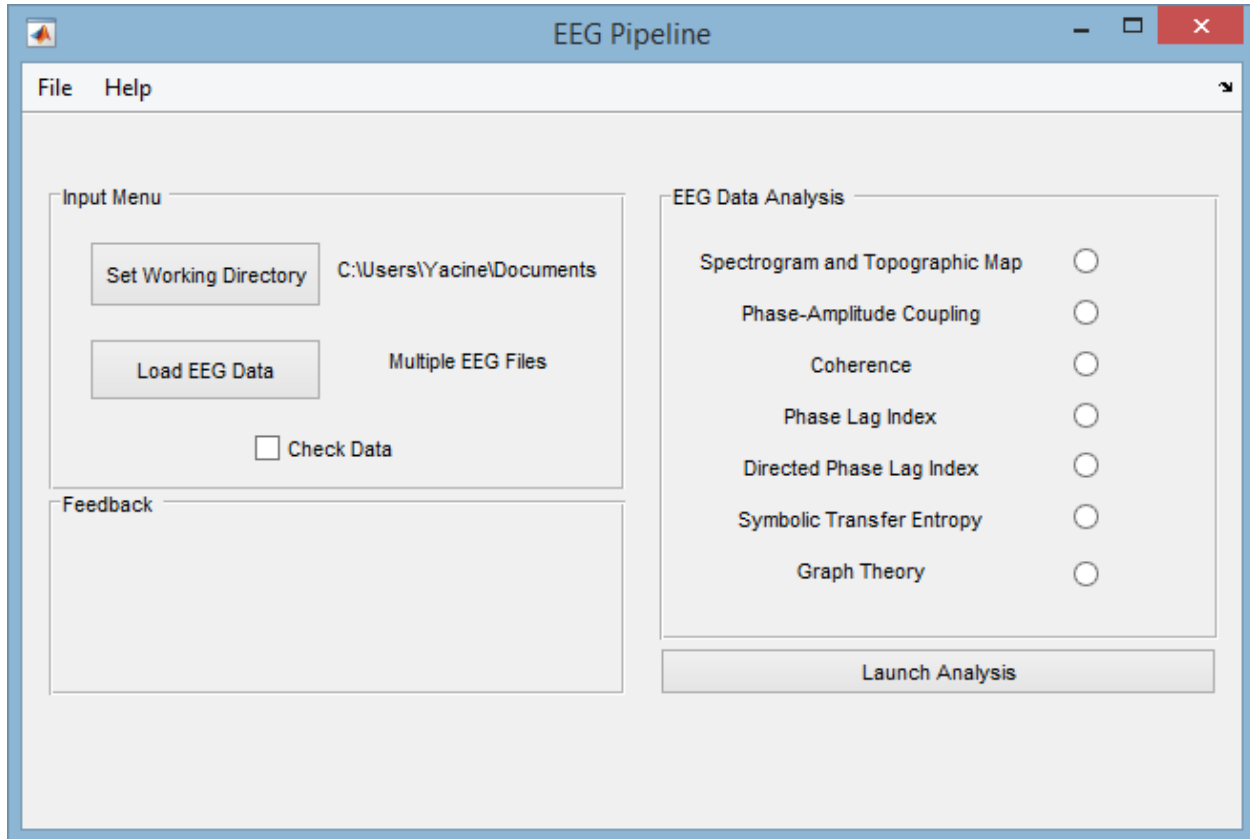 EEG Pipeline
File Help
Input Menu
Set Working Directory C:\Users\Yacine\Documents
Load EEG Data Multiple EEG Files
Check Data
Feedback
EEG Data Analysis
Spectrogram and Topographic Map
Phase-Amplitude Coupling
Coherence
Phase Lag Index
Directed Phase Lag Index
Symbolic Transfer Entropy
Graph Theory
Launch Analysis